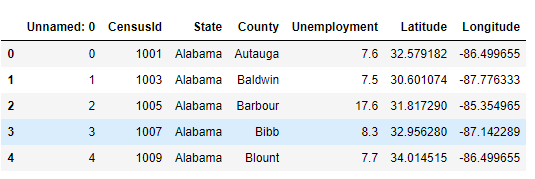 Unnamed: 0 CensusId State County Unemployment Latitude Longitude
0 0 1001 Alabama Autauga 7.6 32.579182 -86.499655
1 1 1003 Alabama Baldwin 7.5 30.601074 -87.776333
2 2 1005 Alabama Barbour 17.6 31.817290 -85.354965
3 3 1007 Alabama Bibb 8.3 32.956280 -87.142289
4 4 1009 Alabama Blount 7.7 34.014515 -86.499655